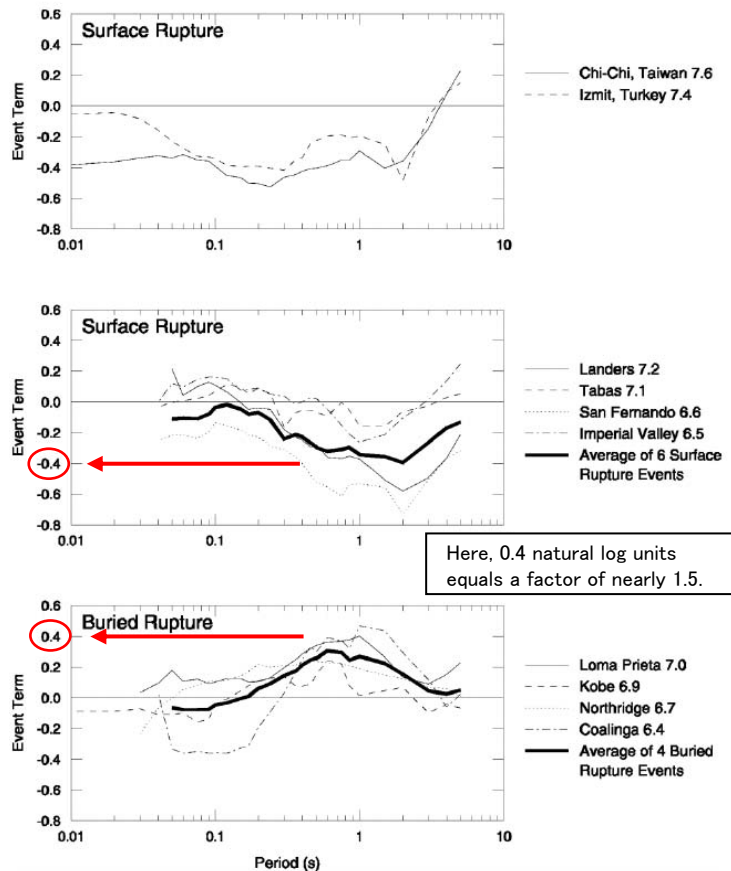 Surface Rupture
0.6
0.4
0.2
0.0
-0.2
-0.4
-0.6
-0.8
Event Term
0.01
0.1
1
10
Chi-Chi, Taiwan 7.6
Izmit, Turkey 7.4
Surface Rupture
0.6
0.4
0.2
0.0
-0.2
-0.4
-0.6
-0.8
Event Term
0.01
0.1
1
10
Landers 7.2
Tabas 7.1
San Fernando 6.6
Imperial Valley 6.5
Average of 6 Surface
Rupture Events
Here, 0.4 natural log units
equals a factor of nearly 1.5.
Buried Rupture
0.6
0.4
0.2
0.0
-0.2
-0.4
-0.6
-0.8
Event Term
0.01
0.1
1
10
Period (s)
Loma Prieta 7.0
Kobe 6.9
Northridge 6.7
Coalinga 6.4
Average of 4 Buried
Rupture Events